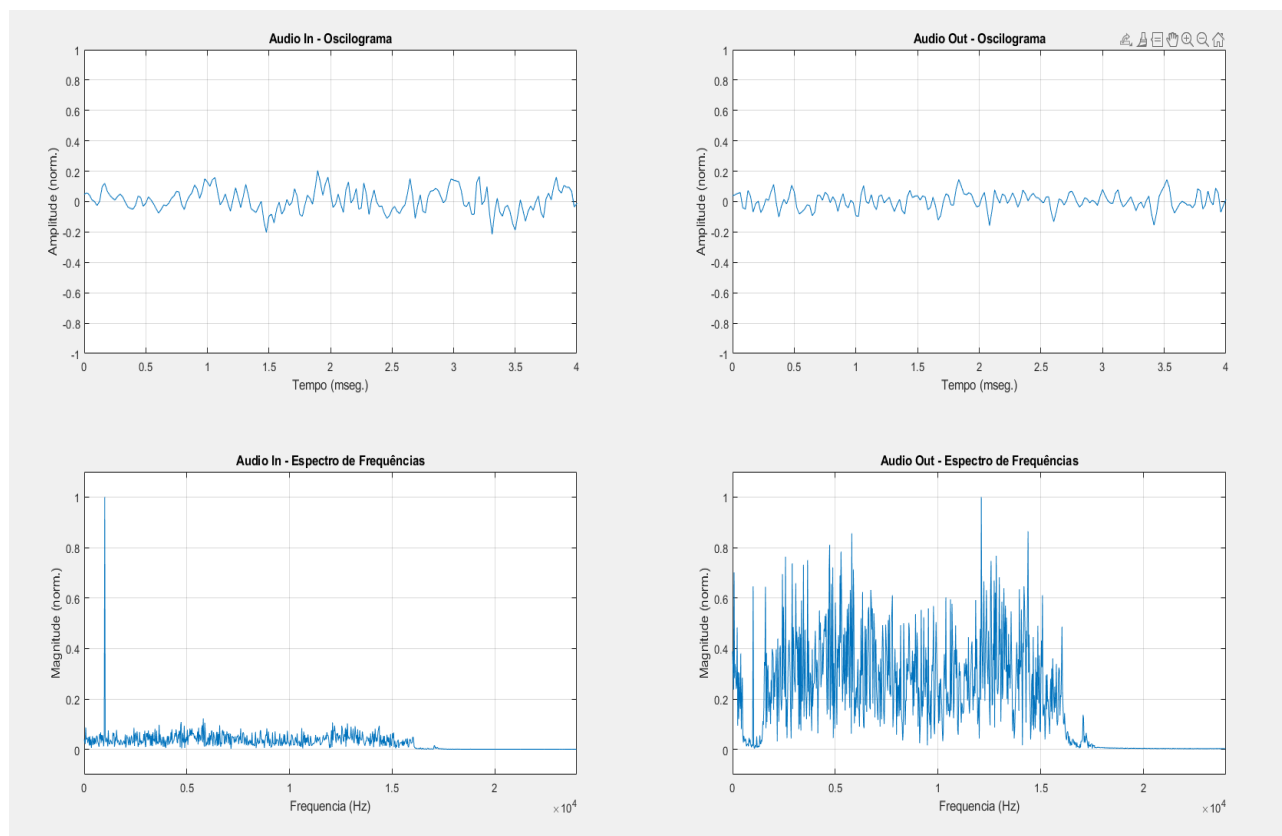 Audio In - Oscilograma
1
0.8
0.6
0.4
0.2
0
-0.2
-0.4
-0.6
-0.8
-1
Amplitude (norm.)
0 0.5 1 1.5 2 2.5 3 3.5 4
Tempo (mseg.)
Audio Out - Oscilograma
1
0.8
0.6
0.4
0.2
0
-0.2
-0.4
-0.6
-0.8
-1
Amplitude (norm.)
0 0.5 1 1.5 2 2.5 3 3.5 4
Tempo (mseg.)
Audio In - Espectro de Frequências
1
0.8
0.6
0.4
0.2
0
Magnitude (norm.)
0 0.5 1 1.5 2
Frequencia (Hz)
×10⁴
Audio Out - Espectro de Frequências
1
0.8
0.6
0.4
0.2
0
Magnitude (norm.)
0 0.5 1 1.5 2
Frequencia (Hz)
×10⁴